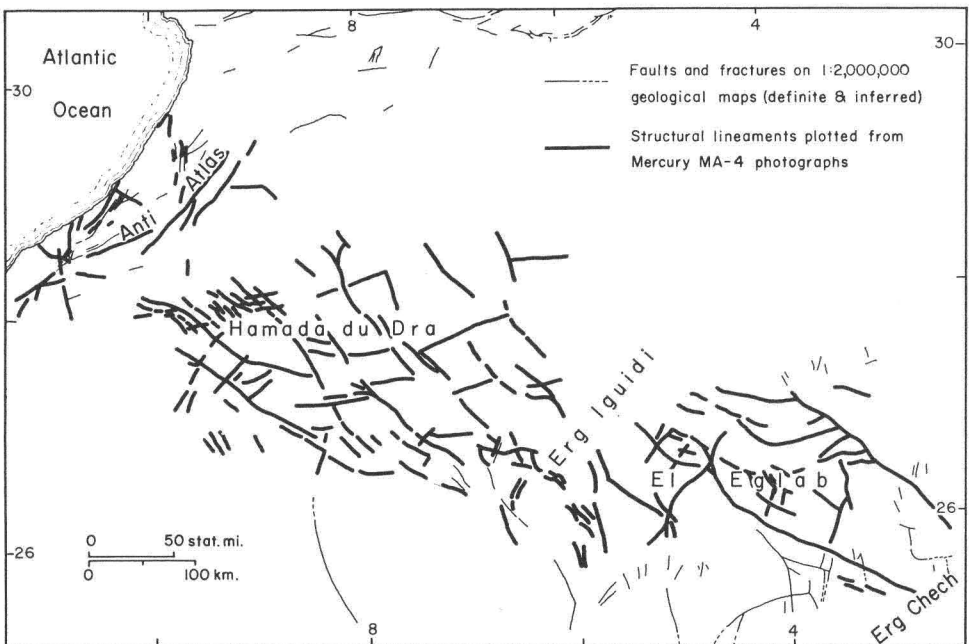 8
4
30
30
Atlantic
Ocean
Faults and fractures on 1:2,000,000
geological maps (definite & inferred)
Structural lineaments plotted from
Mercury MA-4 photographs
Anti Atlas
Hamada du Dra
Erg Iguidi
El Eglab
26
26
0 50 stat. mi.
0 100 km.
Erg Chech
8
4